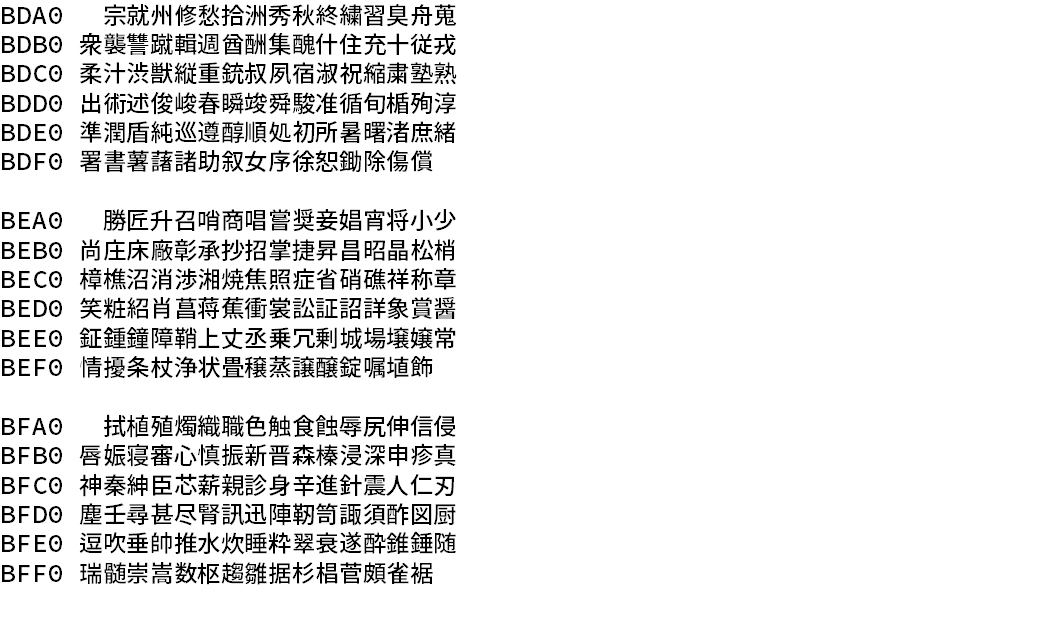 BDA0 　宗就州修愁拾洲秀秋終繍習臭舟蒐
BDB0 衆襲讐蹴輯週酋酬集醜什住充十従戎
BDC0 柔汁渋獣縦重銃叔夙宿淑祝縮粛塾熟
BDD0 出術述俊峻春瞬竣舜駿准循旬楯殉淳
BDE0 準潤盾純巡遵醇順処初所暑曙渚庶緒
BDF0 署書薯藷諸助叙女序徐恕鋤除傷償
BEA0 　勝匠升召哨商唱嘗奨妾娼宵将小少
BEB0 尚庄床廠彰承抄招掌捷昇昌昭晶松梢
BEC0 樟樵沼消渉湘焼焦照症省硝礁祥称章
BED0 笑粧紹肖菖蒋蕉衝裳訟証詔詳象賞醤
BEE0 鉦鍾鐘障鞘上丈丞乗冗剰城場壌嬢常
BEF0 情擾条杖浄状畳穣蒸譲醸錠嘱埴飾
BFA0 　拭植殖燭織職色触食蝕辱尻伸信侵
BFB0 唇娠寝審心慎振新晋森榛浸深申疹真
BFC0 神秦紳臣芯薪親診身辛進針震人仁刃
BFD0 塵壬尋甚尽腎訊迅陣靭笥諏須酢図厨
BFE0 逗吹垂帥推水炊睡粋翠衰遂酔錐錘随
BFF0 瑞髄崇嵩数枢趨雛据杉椙菅頗雀裾